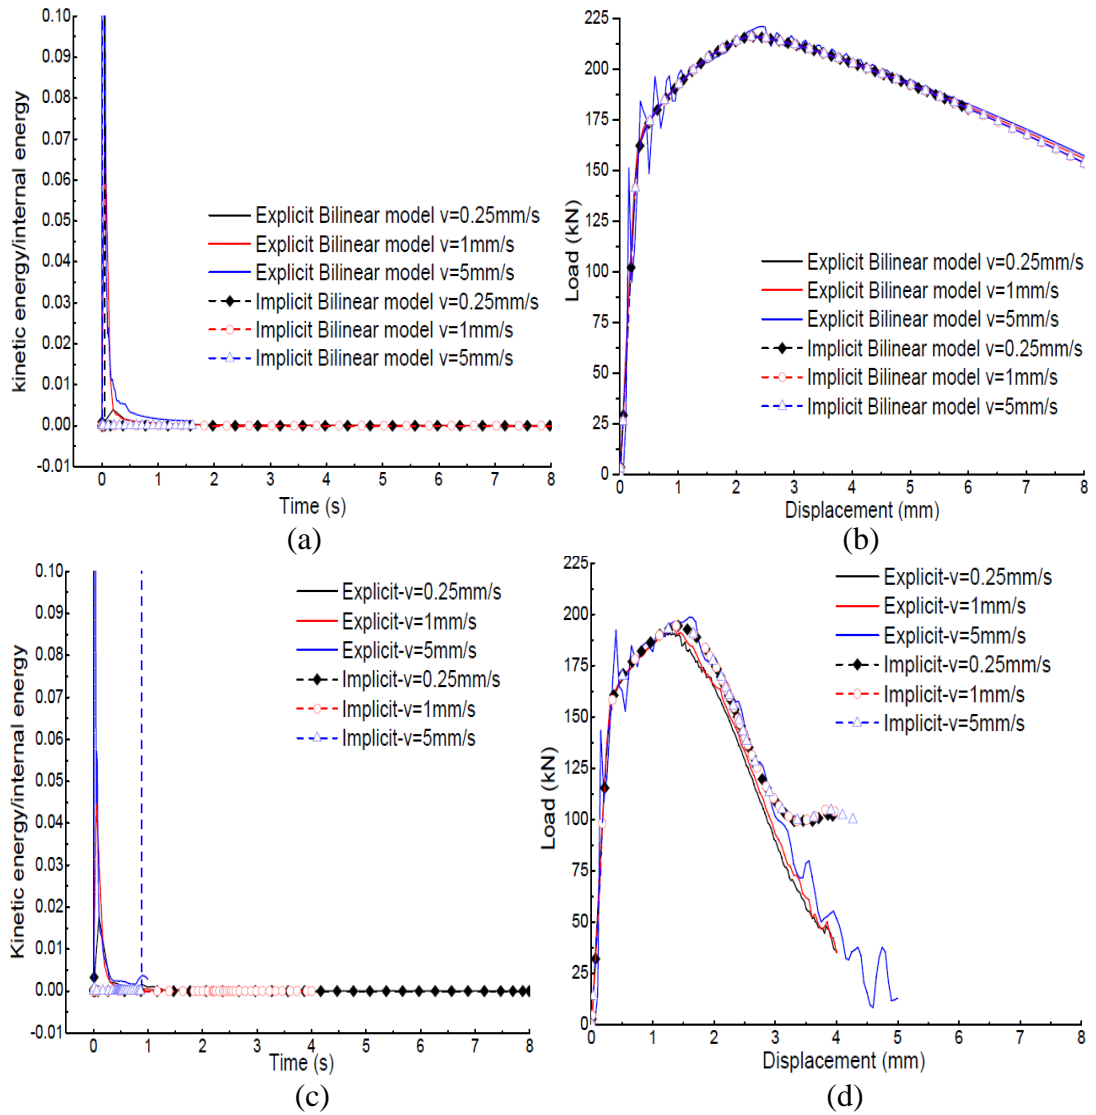 0.10
0.09
0.08
0.07
0.06
0.05
0.04
0.03
0.02
0.01
0.00
-0.01
kinetic energy/internal energy
Explicit Bilinear model v=0.25mm/s
Explicit Bilinear model v=1mm/s
Explicit Bilinear model v=5mm/s
Implicit Bilinear model v=0.25mm/s
Implicit Bilinear model v=1mm/s
Implicit Bilinear model v=5mm/s
0 1 2 3 4 5 6 7 8
Time (s)
(a)
225
200
175
150
125
100
75
50
25
0
Load (kN)
Explicit Bilinear model v=0.25mm/s
Explicit Bilinear model v=1mm/s
Explicit Bilinear model v=5mm/s
Implicit Bilinear model v=0.25mm/s
Implicit Bilinear model v=1mm/s
Implicit Bilinear model v=5mm/s
0 1 2 3 4 5 6 7 8
Displacement (mm)
(b)
0.10
0.09
0.08
0.07
0.06
0.05
0.04
0.03
0.02
0.01
0.00
-0.01
Kinetic energy/internal energy
Explicit-v=0.25mm/s
Explicit-v=1mm/s
Explicit-v=5mm/s
Implicit-v=0.25mm/s
Implicit-v=1mm/s
Implicit-v=5mm/s
0 1 2 3 4 5 6 7 8
Time (s)
(c)
225
200
175
150
125
100
75
50
25
0
Load (kN)
Explicit-v=0.25mm/s
Explicit-v=1mm/s
Explicit-v=5mm/s
Implicit-v=0.25mm/s
Implicit-v=1mm/s
Implicit-v=5mm/s
0 1 2 3 4 5 6 7 8
Displacement (mm)
(d)